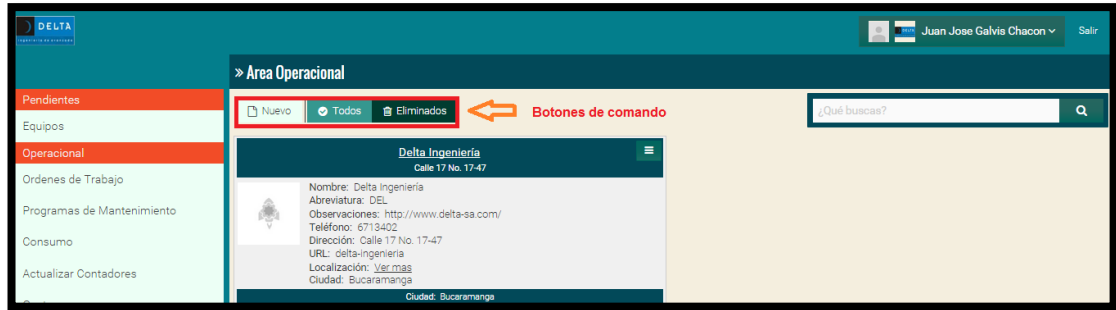 DELTA
Juan Jose Galvis Chacon
Salir
» Area Operacional
Pendientes
Equipos
Operacional
Ordenes de Trabajo
Programas de Mantenimiento
Consumo
Actualizar Contadores
Nuevo
Todos
Eliminados
Botones de comando
¿Qué buscas?
Delta Ingeniería
Calle 17 No. 17-47
Nombre: Delta Ingeniería
Abreviatura: DEL
Observaciones: http://www.delta-sa.com/
Teléfono: 6713402
Dirección: Calle 17 No. 17-47
URL: delta-ingenieria
Localización: Ver mas
Ciudad: Bucaramanga
Ciudad: Bucaramanga